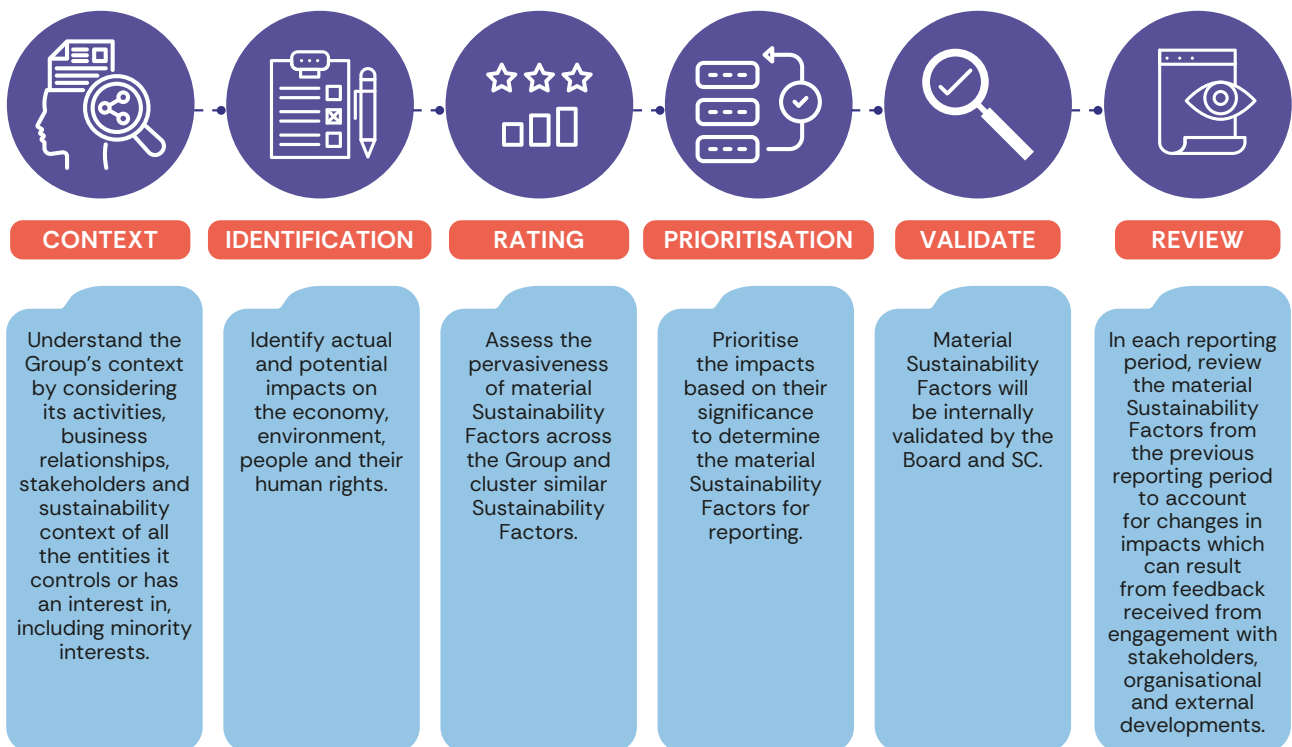 CONTEXT
IDENTIFICATION
RATING
PRIORITISATION
VALIDATE
REVIEW
Understand the
Group's context
by considering
its activities,
business
relationships,
stakeholders and
sustainability
context of all
the entities it
controls or has
an interest in,
including minority
interests.
Identify actual
and potential
impacts on
the economy,
environment,
people and their
human rights.
Assess the
pervasiveness
of material
Sustainability
Factors across
the Group and
cluster similar
Sustainability
Factors.
Prioritise
the impacts
based on their
significance
to determine
the material
Sustainability
Factors for
reporting.
Material
Sustainability
Factors will
be internally
validated by the
Board and SC.
In each reporting
period, review
the material
Sustainability
Factors from
the previous
reporting period
to account
for changes in
impacts which
can result
from feedback
received from
engagement with
stakeholders,
organisational
and external
developments.